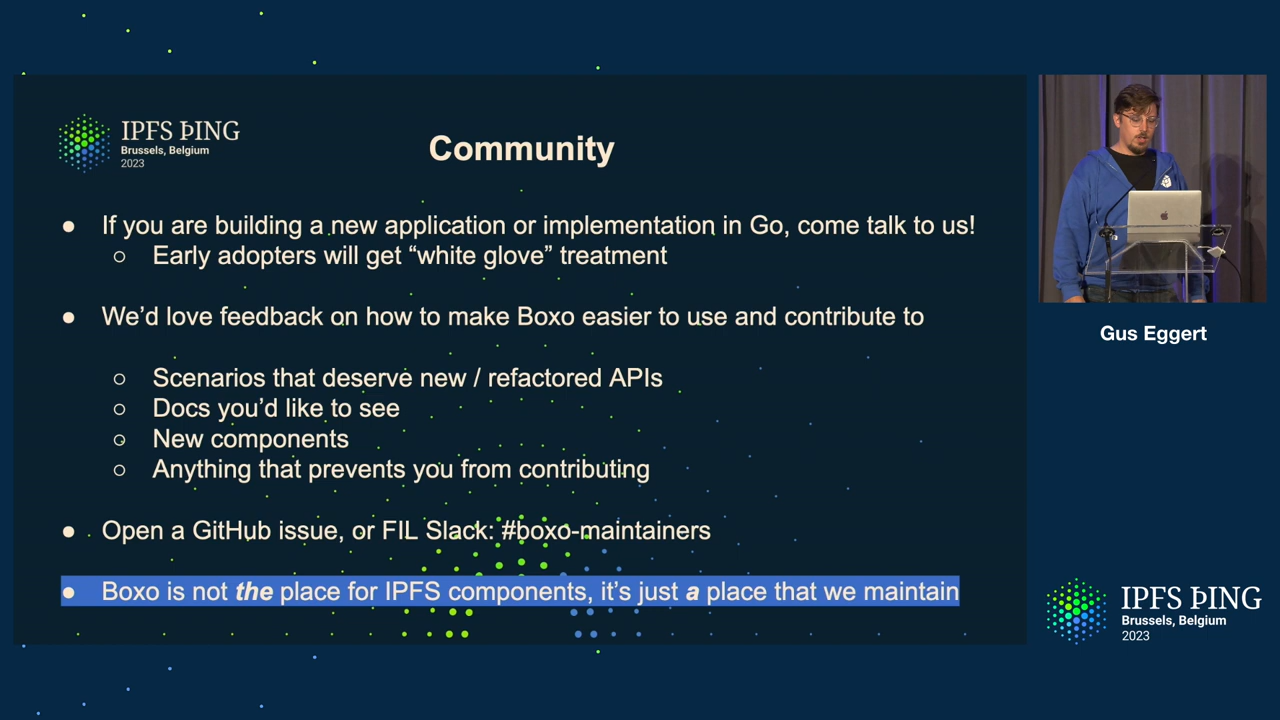 IPFS ÞING
Brussels, Belgium
2023
Community
● If you are building a new application or implementation in Go, come talk to us!
○ Early adopters will get “white glove” treatment
● We’d love feedback on how to make Boxo easier to use and contribute to
○ Scenarios that deserve new / refactored APIs
○ Docs you’d like to see
○ New components
○ Anything that prevents you from contributing
● Open a GitHub issue, or FIL Slack: #boxo-maintainers
● Boxo is not the place for IPFS components, it’s just a place that we maintain
Gus Eggert
IPFS ÞING
Brussels, Belgium
2023